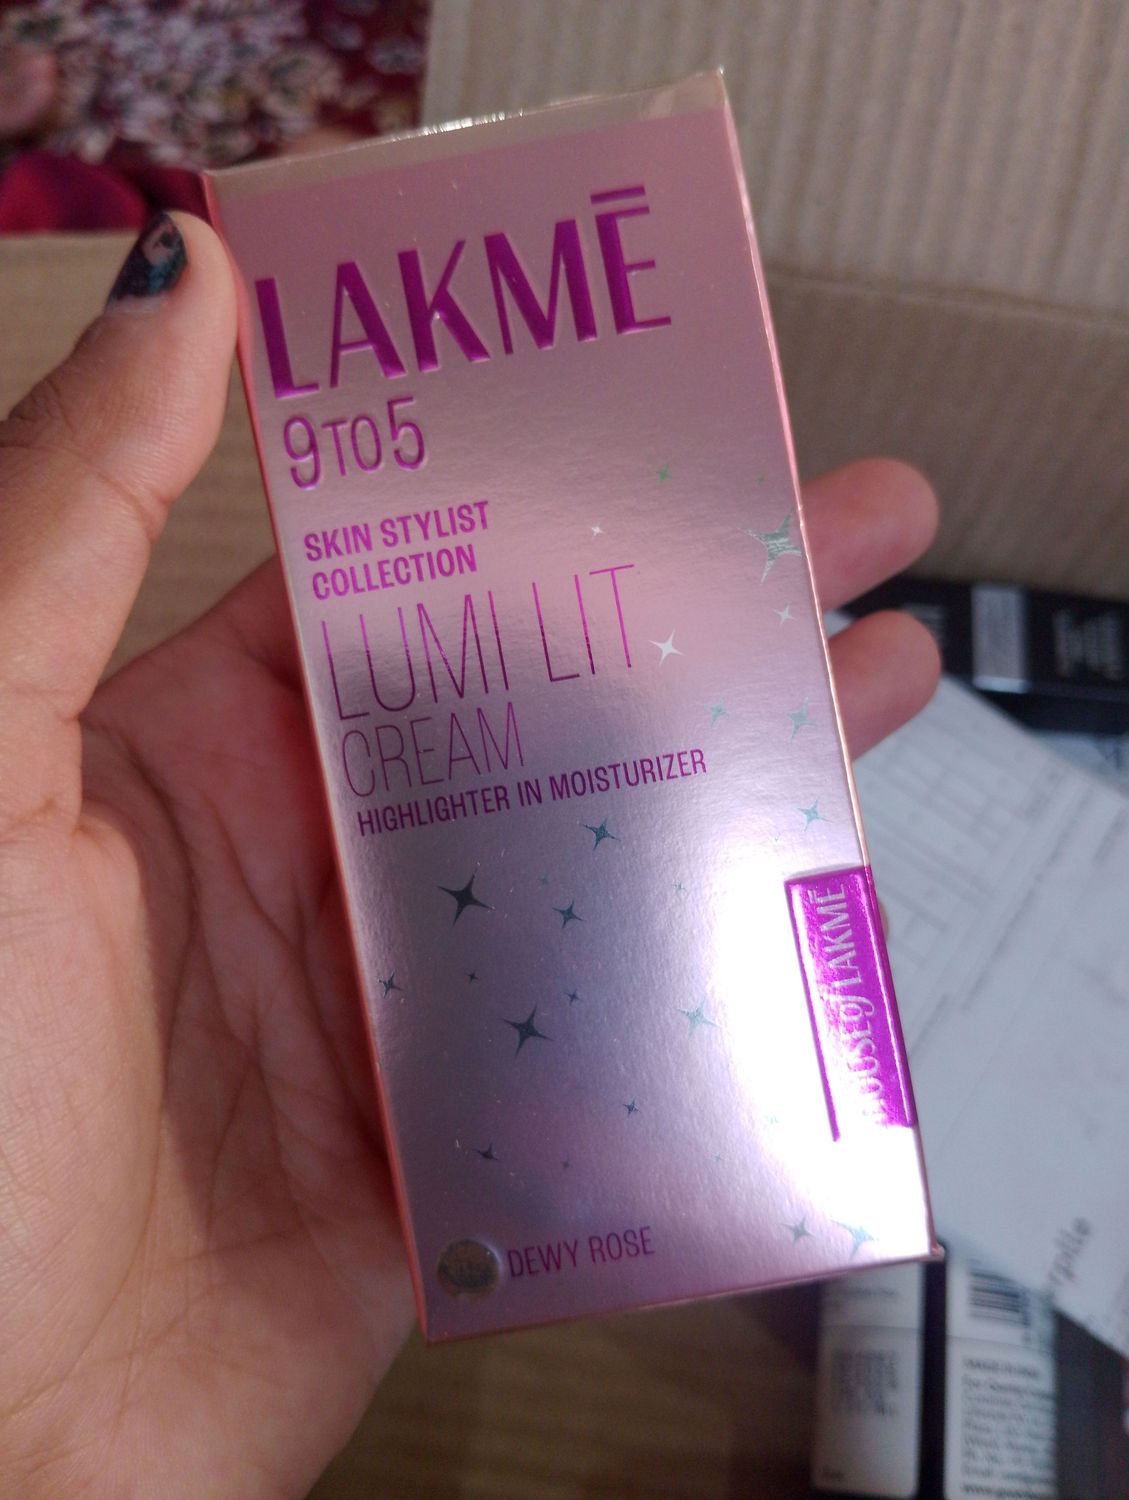 LAKMĒ
9TO5
SKIN STYLIST
COLLECTION
LUMI LIT
CREAM
HIGHLIGHTER IN MOISTURIZER
HOUSE of LAKMĒ
DEWY ROSE